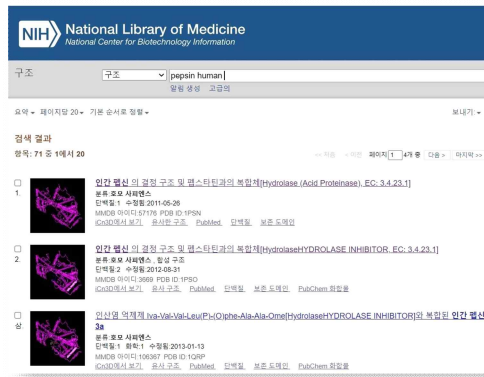 NIH National Library of Medicine
National Center for Biotechnology Information
구조 구조 pepsin human
알림 생성 고급의
요약 페이지당 20 기본 순서로 정렬 보내기:
검색 결과
항목: 71 중 1에서 20 << 처음 < 이전 페이지 1 4개 중 다음 > 마지막 >>
인간 펩신 의 결정 구조 및 펩스타틴과의 복합체[Hydrolase (Acid Proteinase), EC: 3.4.23.1]
1. 분류:호모 사피엔스
단백질:1 수정됨:2011-05-26
MMDB 아이디:57176 PDB ID:1PSN
iCn3D에서 보기 유사한 구조 PubMed 단백질 보존 도메인
인간 펩신 의 결정 구조 및 펩스타틴과의 복합체[HydrolaseHYDROLASE INHIBITOR, EC: 3.4.23.1]
2. 분류:호모 사피엔스 , 합성 구조
단백질:2 수정됨:2012-08-31
MMDB 아이디:3669 PDB ID:1PSO
iCn3D에서 보기 유사 구조 PubMed 단백질 보존 도메인 PubChem 화합물
인산염 억제제 Iva-Val-Val-Leu(P)-(O)phe-Ala-Ala-Ome[HydrolaseHYDROLASE INHIBITOR]와 복합된 인간 펩신
삼. 3a
분류:호모 사피엔스
단백질:1 화학:1 수정됨:2013-01-13
MMDB 아이디:106367 PDB ID:1QRP
iCn3D에서 보기 유사 구조 PubMed 단백질 보존 도메인 PubChem 화합물